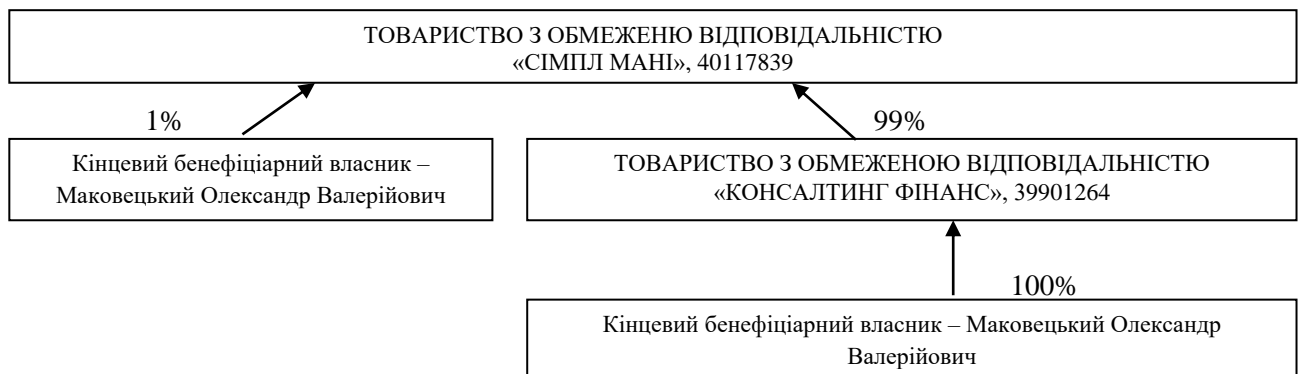 ТОВАРИСТВО З ОБМЕЖЕНЮ ВІДПОВІДАЛЬНІСТЮ
«СІМПЛ МАНІ», 40117839
1%
99%
Кінцевий бенефіціарний власник –
Маковецький Олександр Валерійович
ТОВАРИСТВО З ОБМЕЖЕНОЮ ВІДПОВІДАЛЬНІСТЮ
«КОНСАЛТИНГ ФІНАНС», 39901264
100%
Кінцевий бенефіціарний власник – Маковецький Олександр
Валерійович